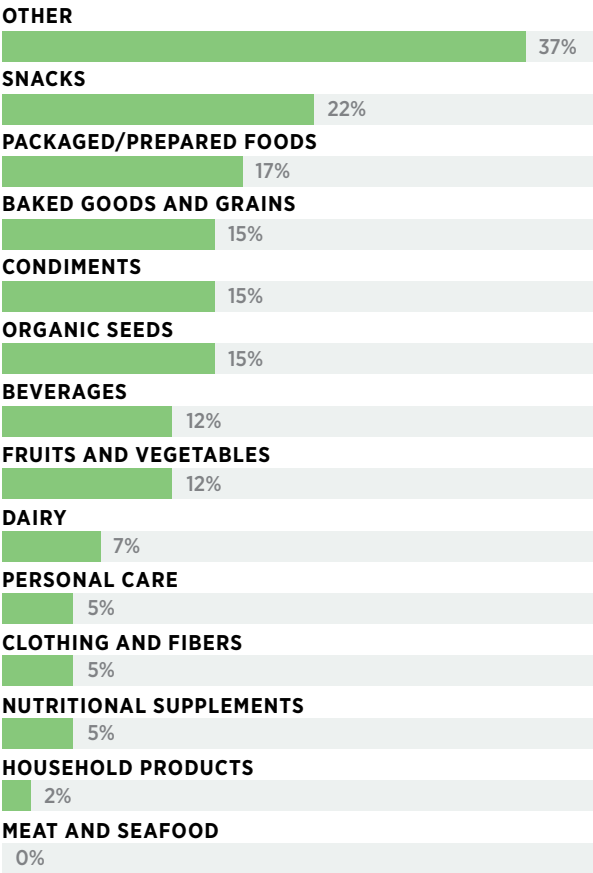 OTHER
37%
SNACKS
22%
PACKAGED/PREPARED FOODS
17%
BAKED GOODS AND GRAINS
15%
CONDIMENTS
15%
ORGANIC SEEDS
15%
BEVERAGES
12%
FRUITS AND VEGETABLES
12%
DAIRY
7%
PERSONAL CARE
5%
CLOTHING AND FIBERS
5%
NUTRITIONAL SUPPLEMENTS
5%
HOUSEHOLD PRODUCTS
2%
MEAT AND SEAFOOD
0%